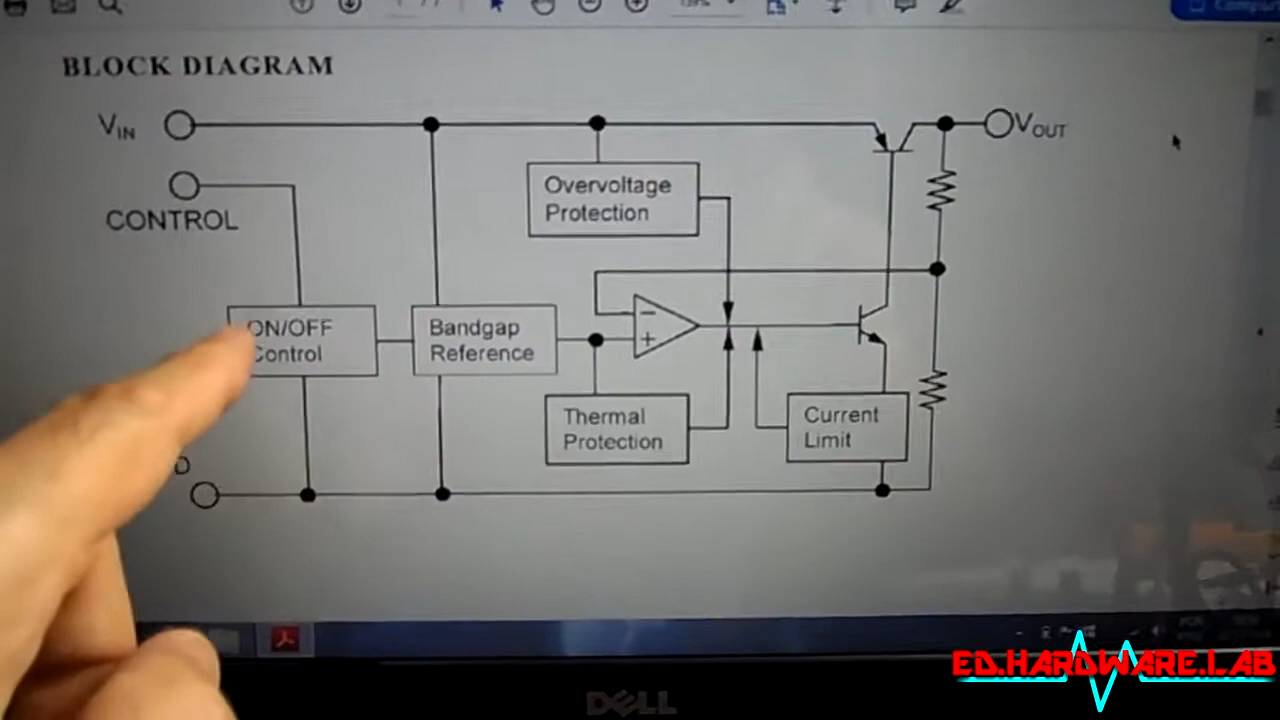 BLOCK DIAGRAM
VIN
VOUT
CONTROL
Overvoltage
Protection
ON/OFF
Control
Bandgap
Reference
Thermal
Protection
Current
Limit
D
ED.HARDWARE.LAB
DELL